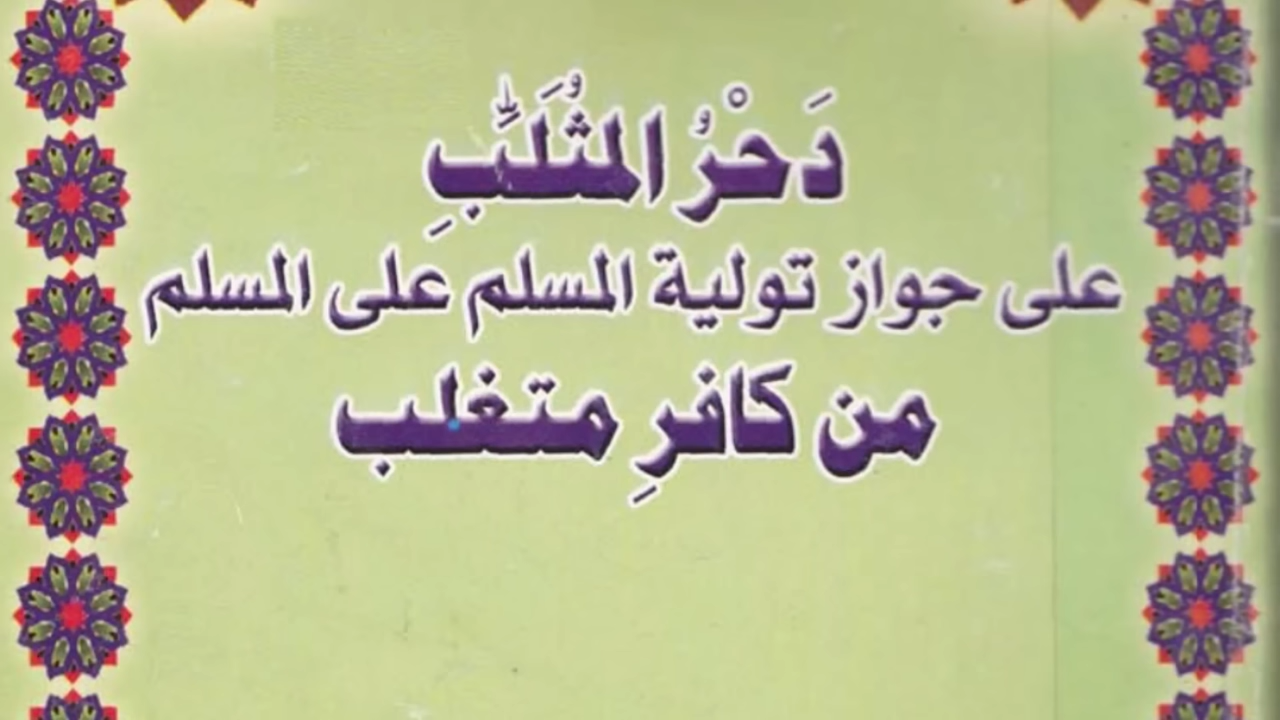 دَحْرُ المثُلَّبِ
على جواز تولية المسلم على المسلم
من كافرِ متغلب